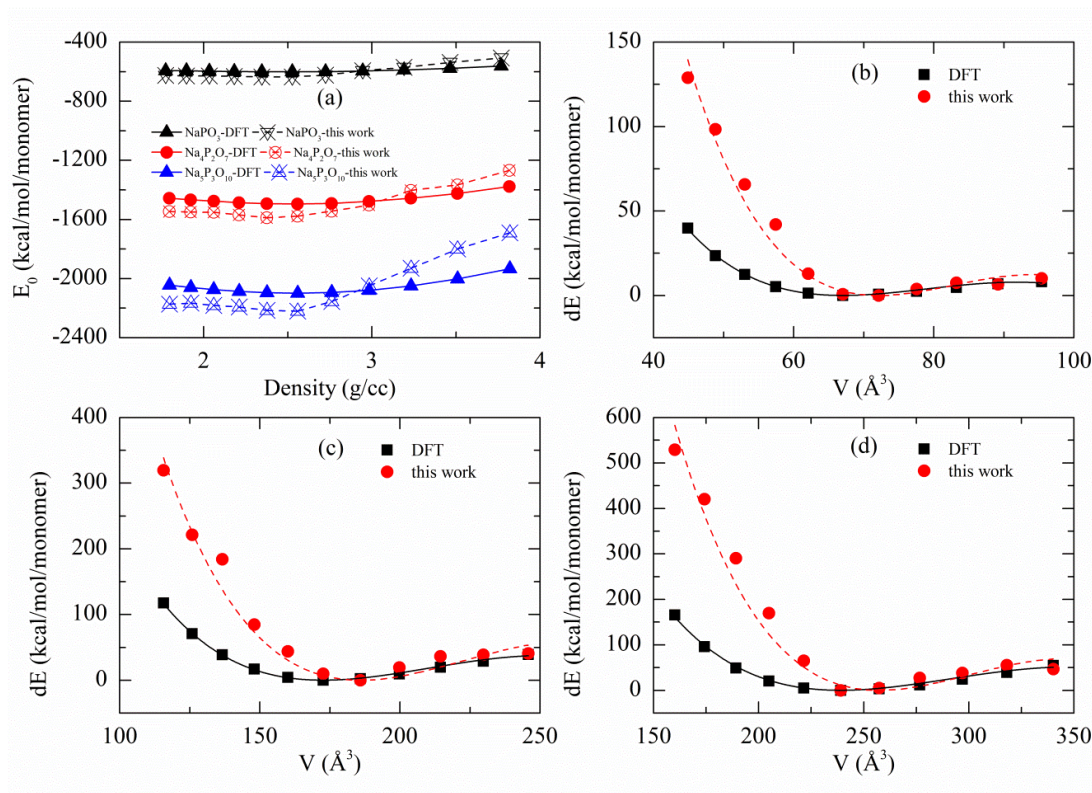 -400
-800
-1200
-1600
-2000
-2400
E₀ (kcal/mol/monomer)
(a)
NaPO₃-DFT NaPO₃-this work
Na₄P₂O₇-DFT Na₄P₂O₇-this work
Na₅P₃O₁₀-DFT Na₅P₃O₁₀-this work
2 3 4
Density (g/cc)
150
100
50
0
dE (kcal/mol/monomer)
(b)
DFT
this work
40 60 80 100
V (Å³)
400
300
200
100
0
dE (kcal/mol/monomer)
(c)
DFT
this work
100 150 200 250
V (Å³)
600
500
400
300
200
100
0
dE (kcal/mol/monomer)
(d)
DFT
this work
150 200 250 300 350
V (Å³)